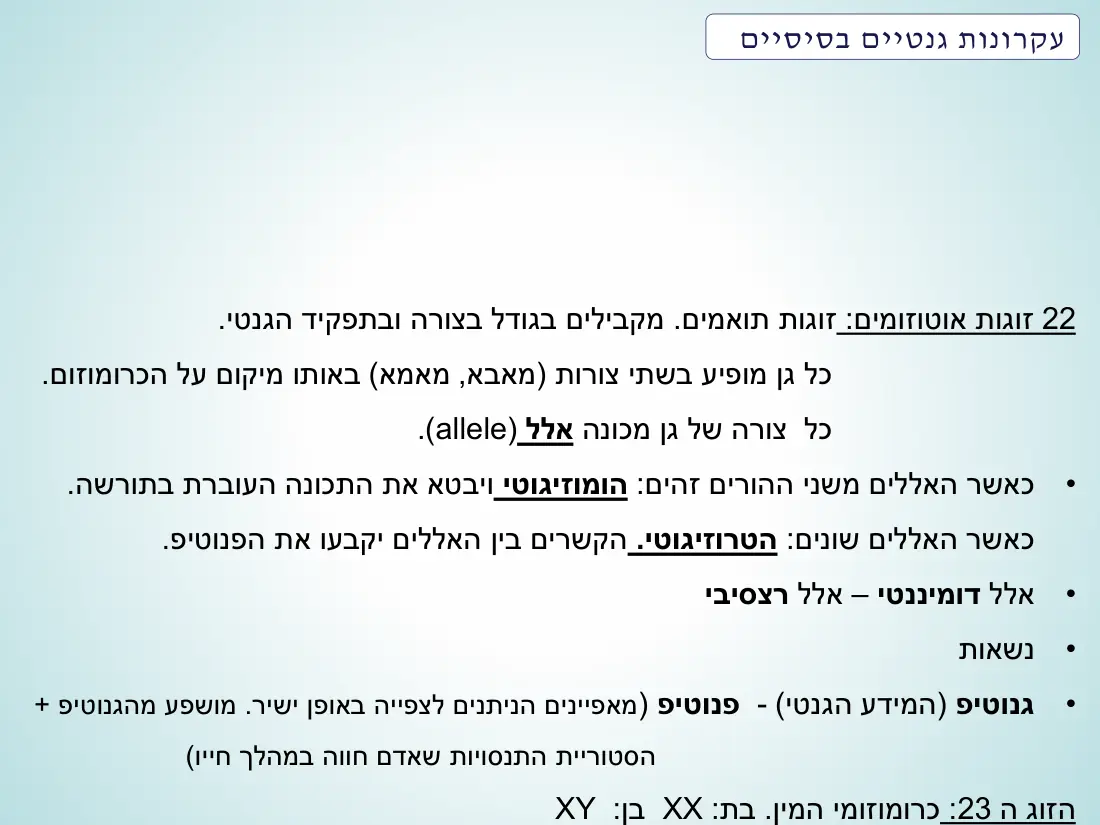 עקרונות גנטיים בסיסיים
22 זוגות אוטוזומים: זוגות תואמים. מקבילים בגודל בצורה ובתפקיד הגנטי.
כל גן מופיע בשתי צורות (מאבא, מאמא) באותו מיקום על הכרומוזום.
כל צורה של גן מכונה אלל (allele).
• כאשר האללים משני ההורים זהים: הומוזיגוטי ויבטא את התכונה העוברת בתורשה.
כאשר האללים שונים: הטרוזיגוטי. הקשרים בין האללים יקבעו את הפנוטיפ.
• אלל דומיננטי – אלל רצסיבי
• נשאות
• גנוטיפ (המידע הגנטי) - פנוטיפ (מאפיינים הניתנים לצפייה באופן ישיר. מושפע מהגנוטיפ +
הסטוריית התנסויות שאדם חווה במהלך חייו)
הזוג ה 23: כרומוזומי המין. בת: XX בן: XY